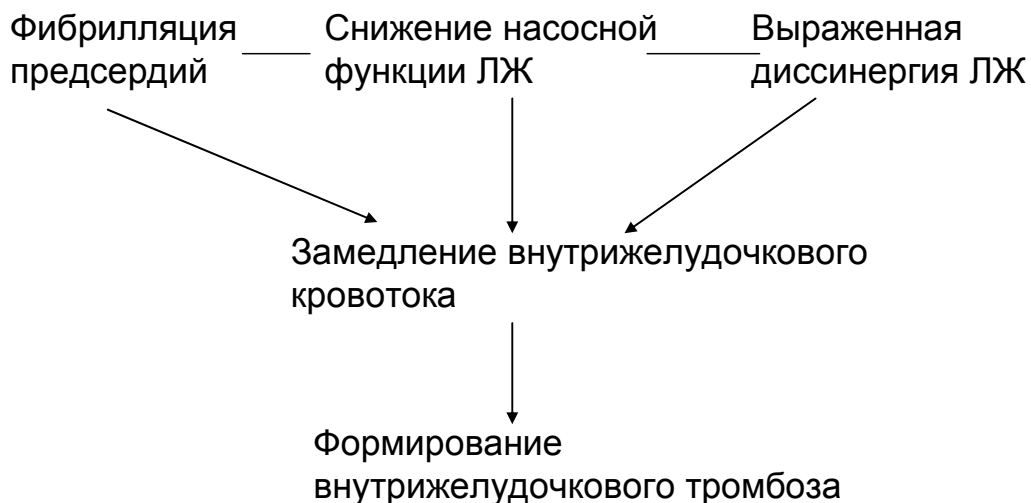 Фибрилляция
предсердий
Снижение насосной
функции ЛЖ
Выраженная
диссинергия ЛЖ
Замедление внутрижелудочкового
кровотока
Формирование
внутрижелудочкового тромбоза